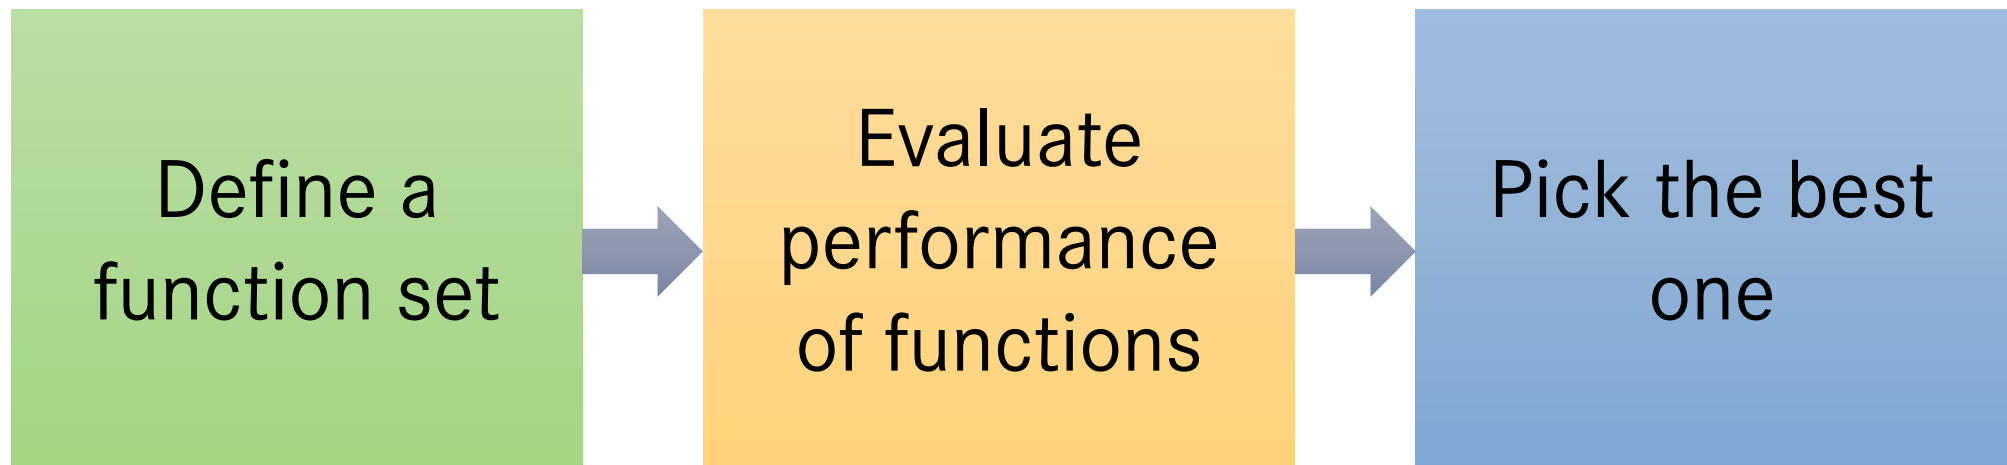 Define a
function set
Evaluate
performance
of functions
Pick the best
one